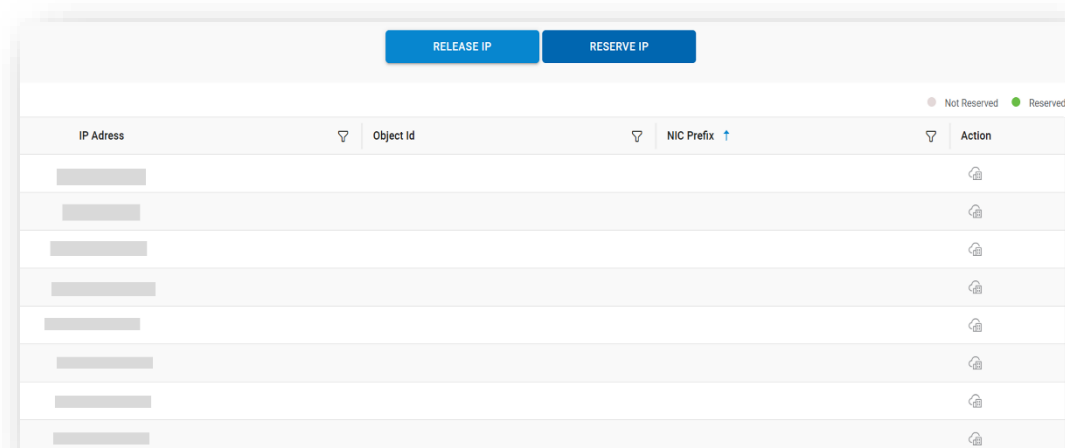 RELEASE IP RESERVE IP
Not Reserved Reserved
IP Adress Object Id NIC Prefix Action